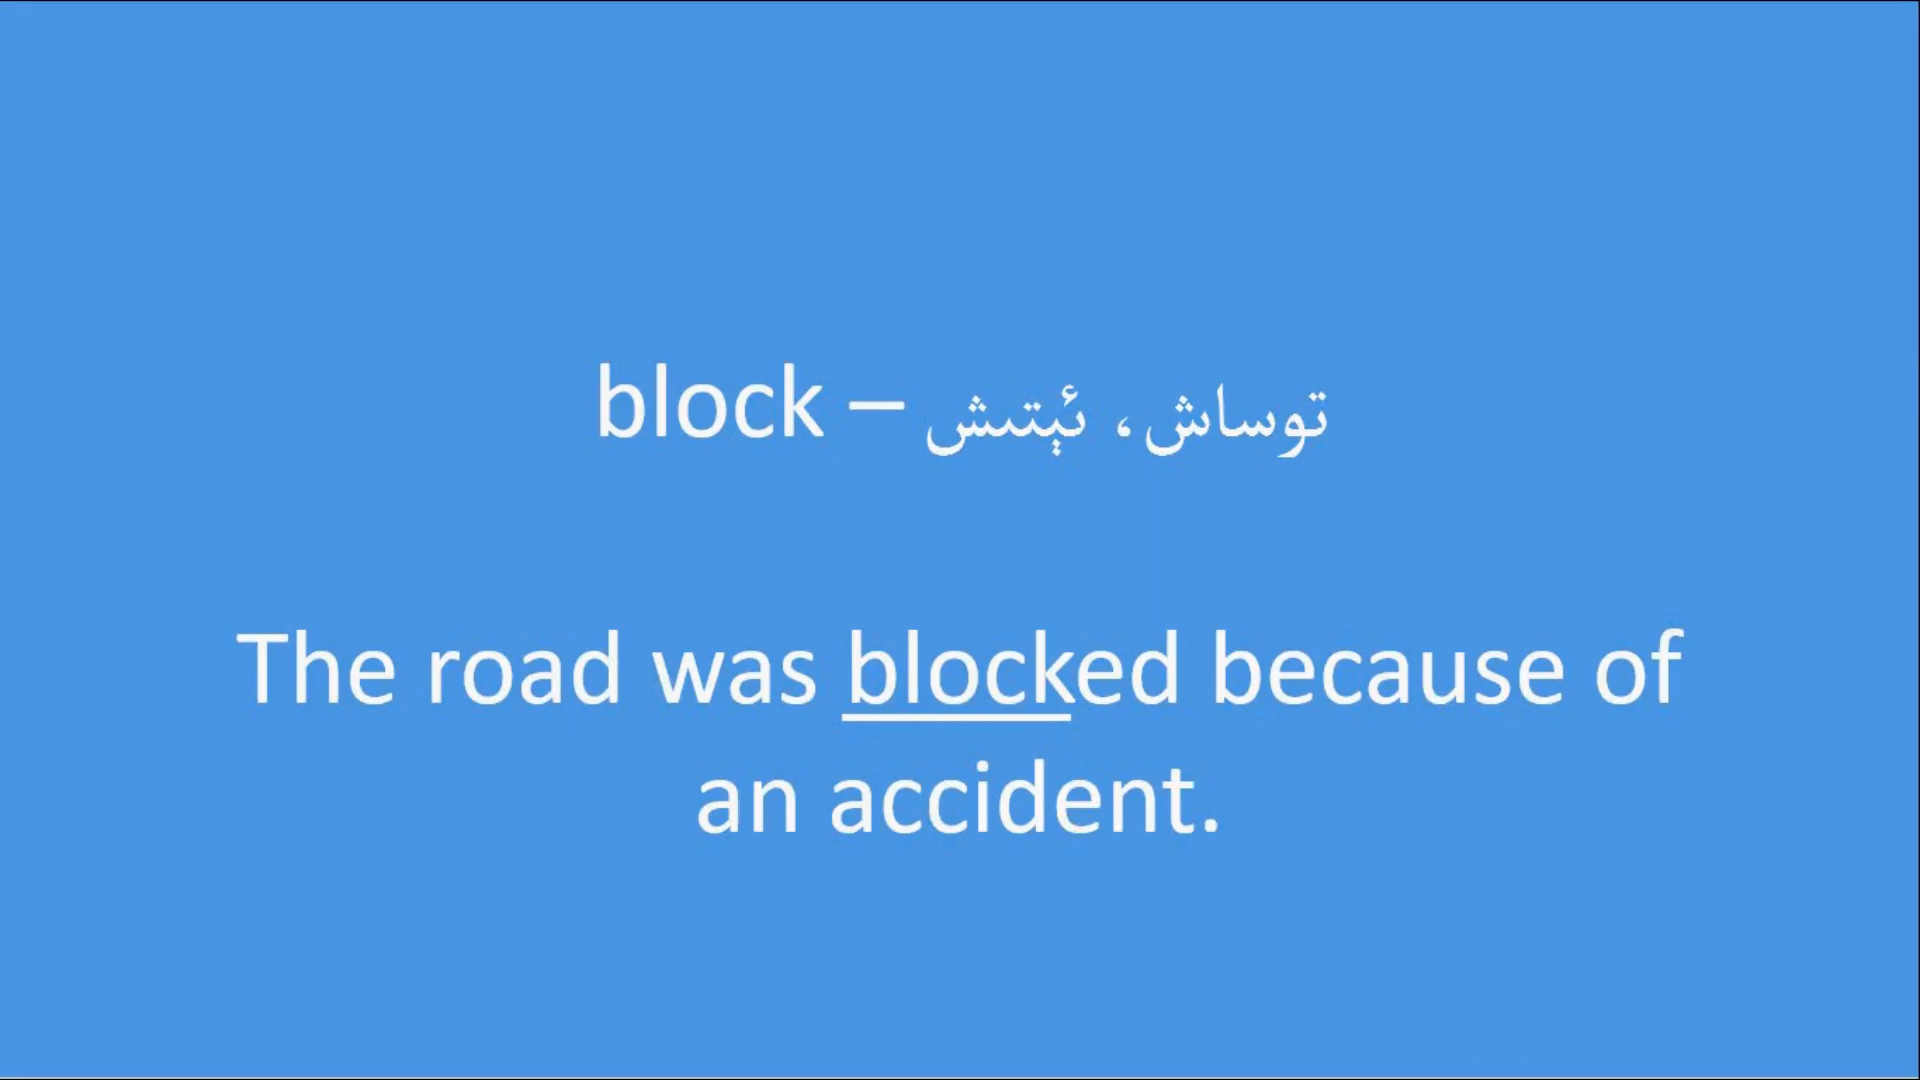 block – توساش، ئېتىش
The road was blocked because of
an accident.